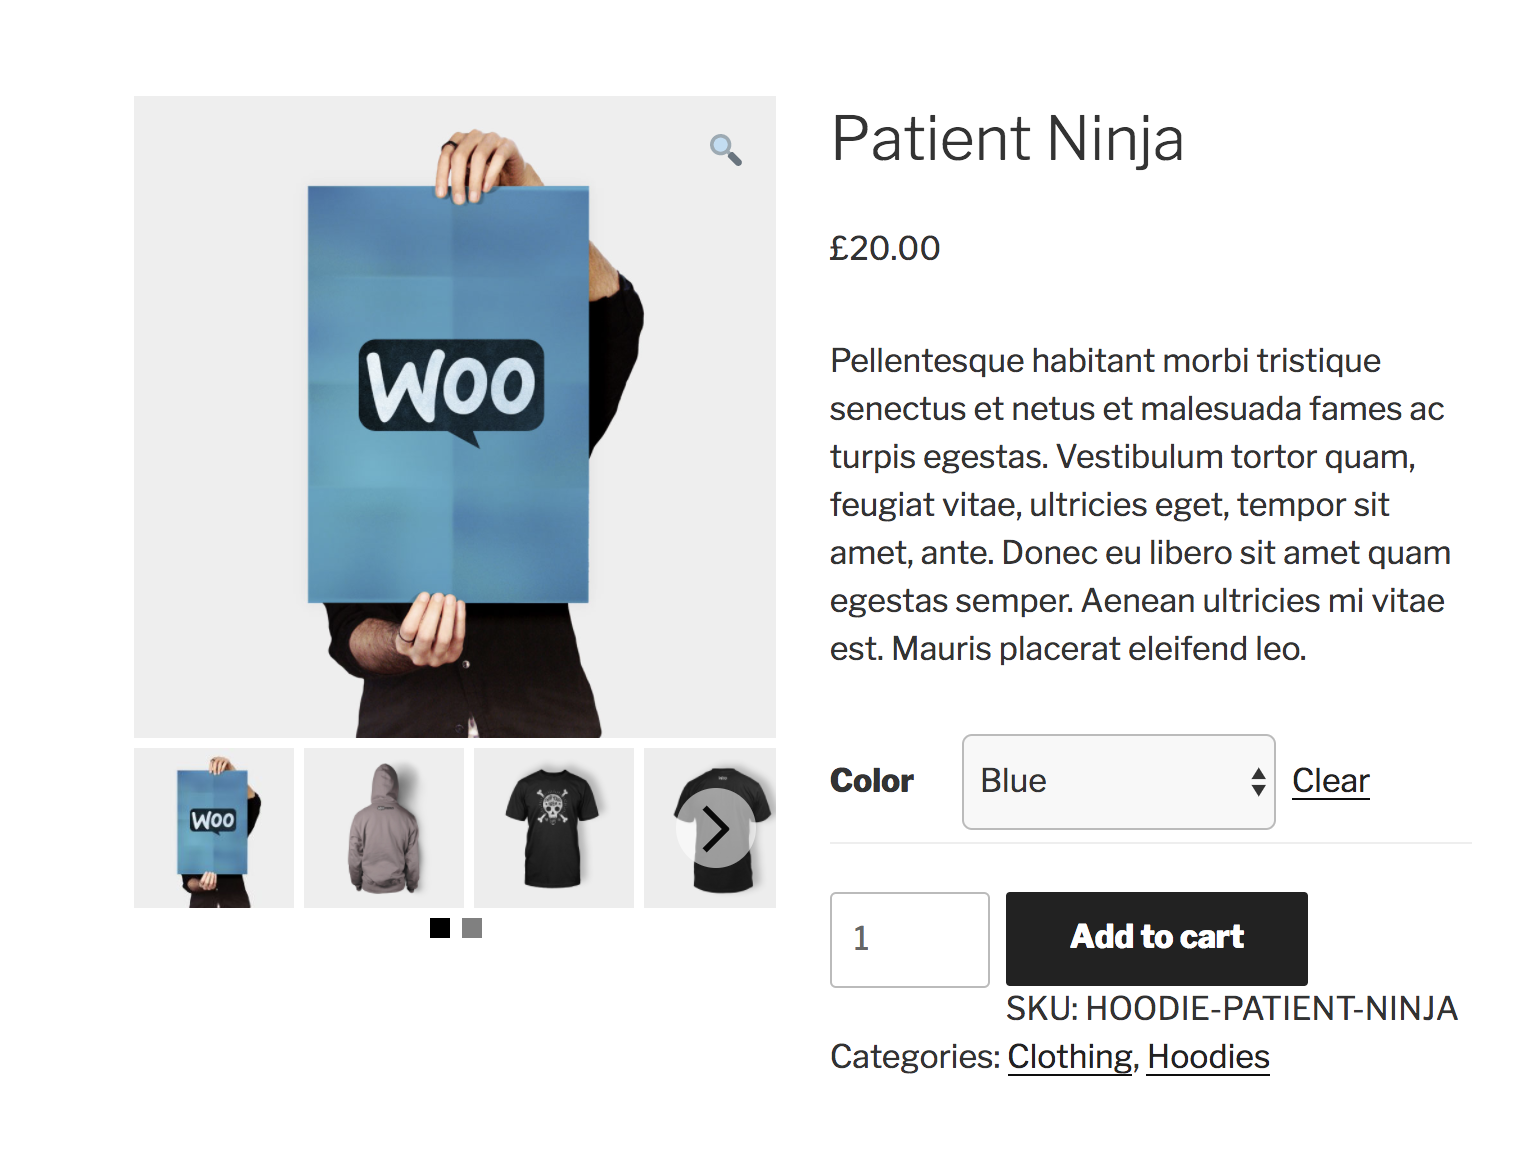 Patient Ninja
£20.00
WOO
Pellentesque habitant morbi tristique
senectus et netus et malesuada fames ac
turpis egestas. Vestibulum tortor quam,
feugiat vitae, ultricies eget, tempor sit
amet, ante. Donec eu libero sit amet quam
egestas semper. Aenean ultricies mi vitae
est. Mauris placerat eleifend leo.
Color Blue Clear
WOO
1 Add to cart
SKU: HOODIE-PATIENT-NINJA
Categories: Clothing, Hoodies